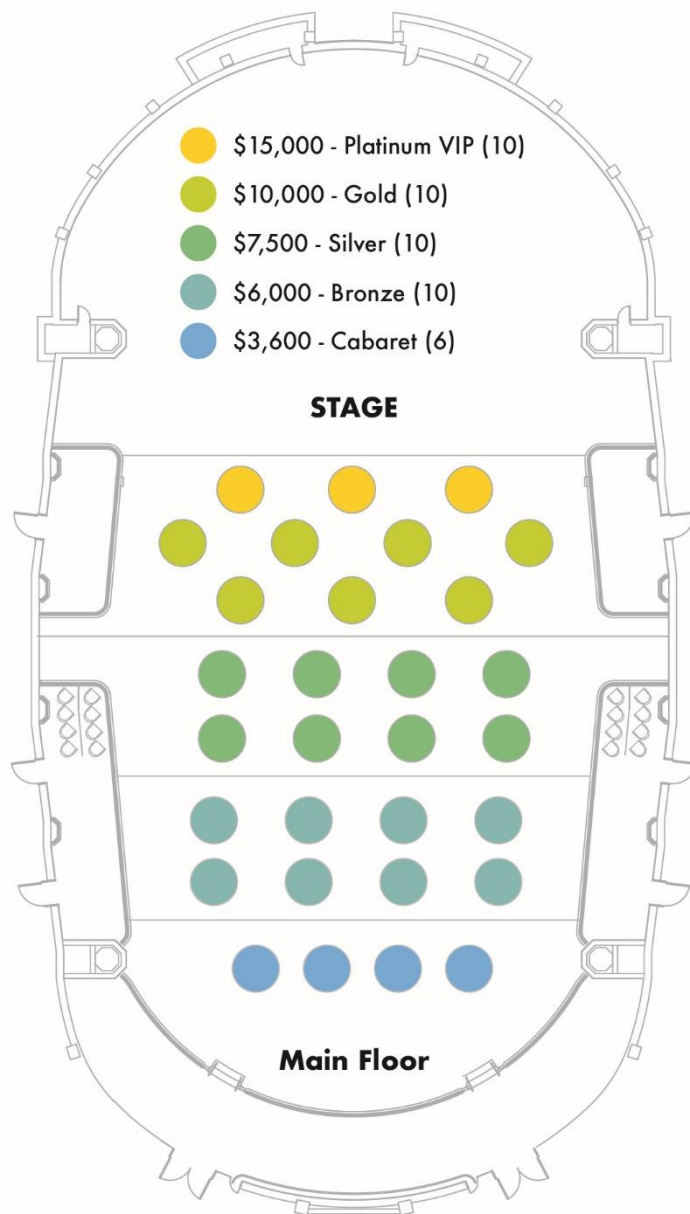 $15,000 - Platinum VIP (10)
$10,000 - Gold (10)
$7,500 - Silver (10)
$6,000 - Bronze (10)
$3,600 - Cabaret (6)
STAGE
Main Floor